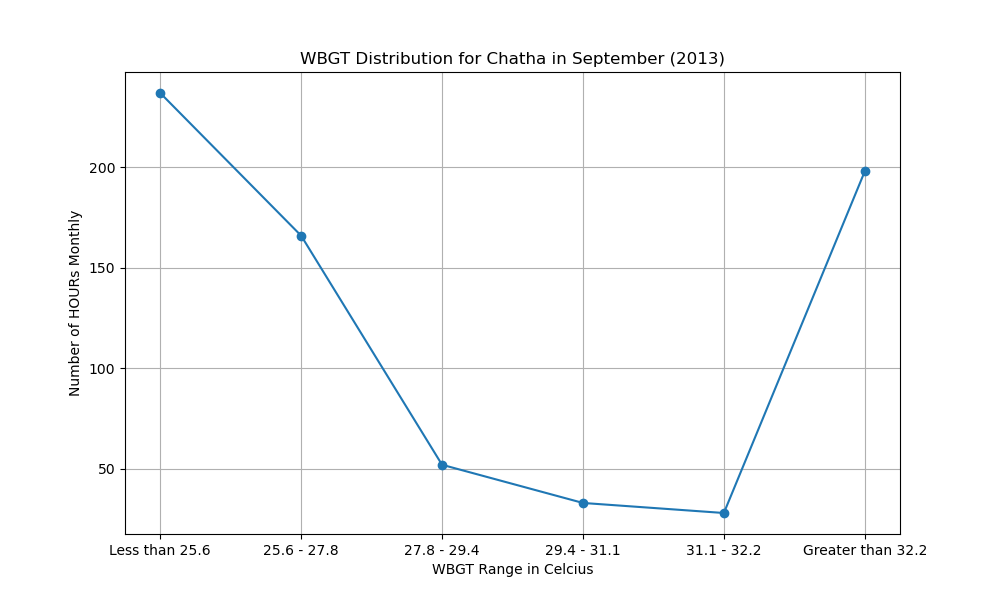 WBGT Distribution for Chatha in September (2013)
Number of HOURs Monthly
200
150
100
50
Less than 25.6
25.6 - 27.8
27.8 - 29.4
29.4 - 31.1
31.1 - 32.2
Greater than 32.2
WBGT Range in Celcius